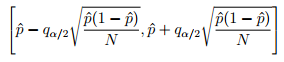 [p̂ − q_{α/2}√(p̂(1 − p̂)/N), p̂ + q_{α/2}√(p̂(1 − p̂)/N)]